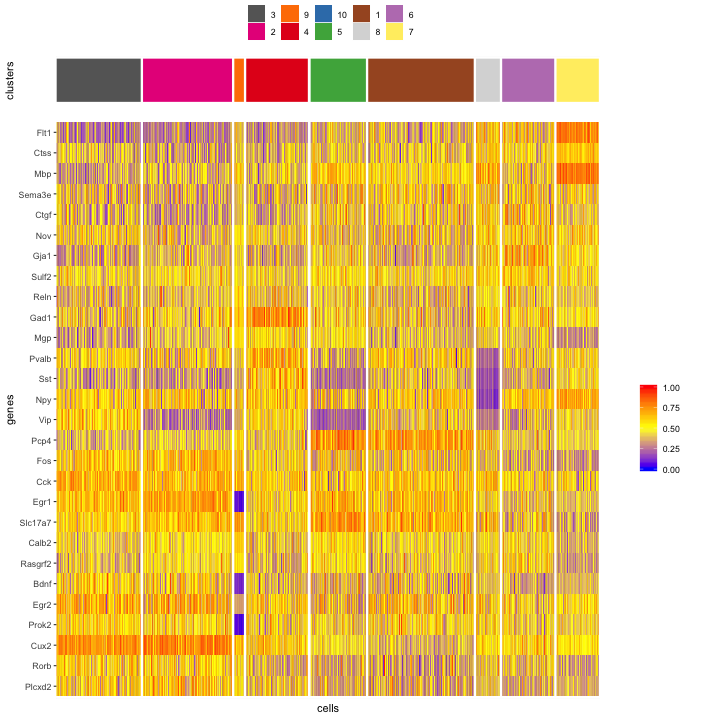 3 9 10 1 6
2 4 5 8 7
clusters
Flt1
Ctss
Mbp
Sema3e
Ctgf
Nov
Gja1
Sulf2
Reln
Gad1
Mgp
Pvalb
Sst
Npy
Vip
Pcp4
Fos
Cck
Egr1
Slc17a7
Calb2
Rasgrf2
Bdnf
Egr2
Prok2
Cux2
Rorb
Plcxd2
genes
cells
1.00
0.75
0.50
0.25
0.00